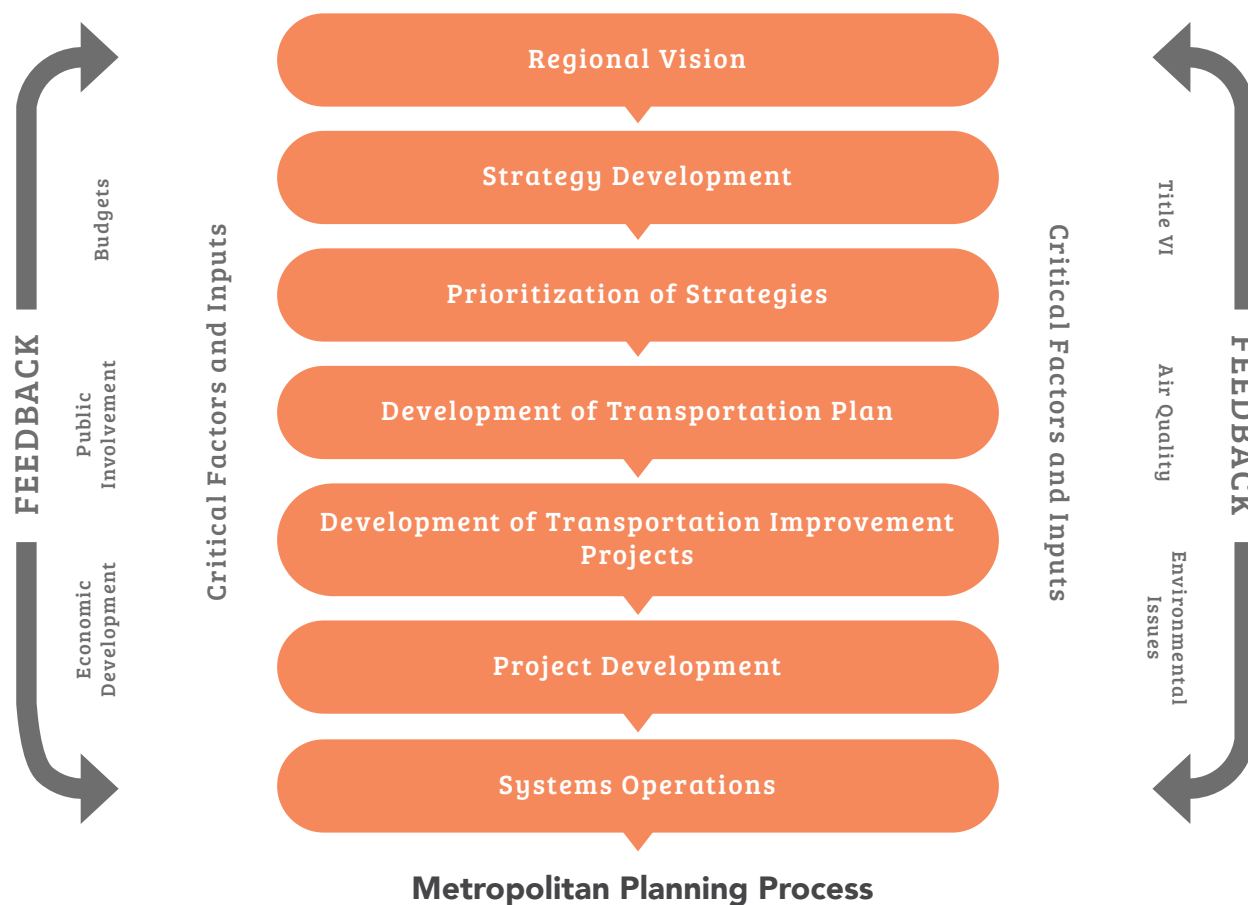 Regional Vision
Strategy Development
Prioritization of Strategies
Development of Transportation Plan
Development of Transportation Improvement
Projects
Project Development
Systems Operations
FEEDBACK
Budgets
Public
Involvement
Economic
Development
Critical Factors and Inputs
Critical Factors and Inputs
Title VI
Air Quality
Environmental
Issues
FEEDBACK
Metropolitan Planning Process